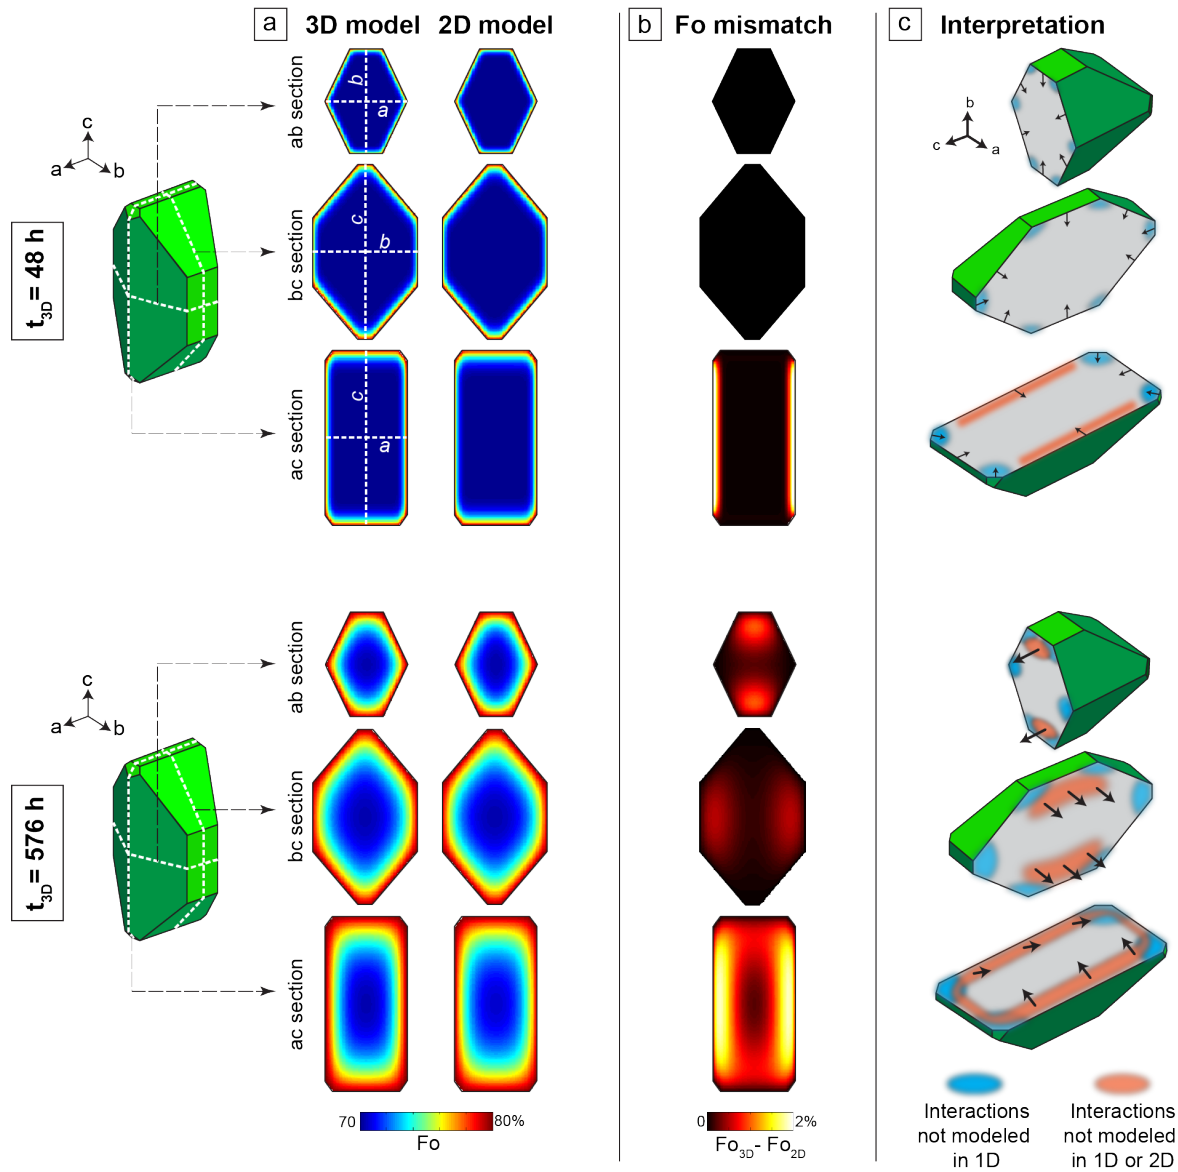 a 3D model 2D model
b Fo mismatch
c Interpretation
t3D = 48 h
c
a
b
ab section
b
a
bc section
c
b
ac section
c
a
b
c
a
t3D = 576 h
c
a
b
ab section
bc section
ac section
70 80%
Fo
0 2%
Fo3D- Fo2D
Interactions
not modeled
in 1D
Interactions
not modeled
in 1D or 2D